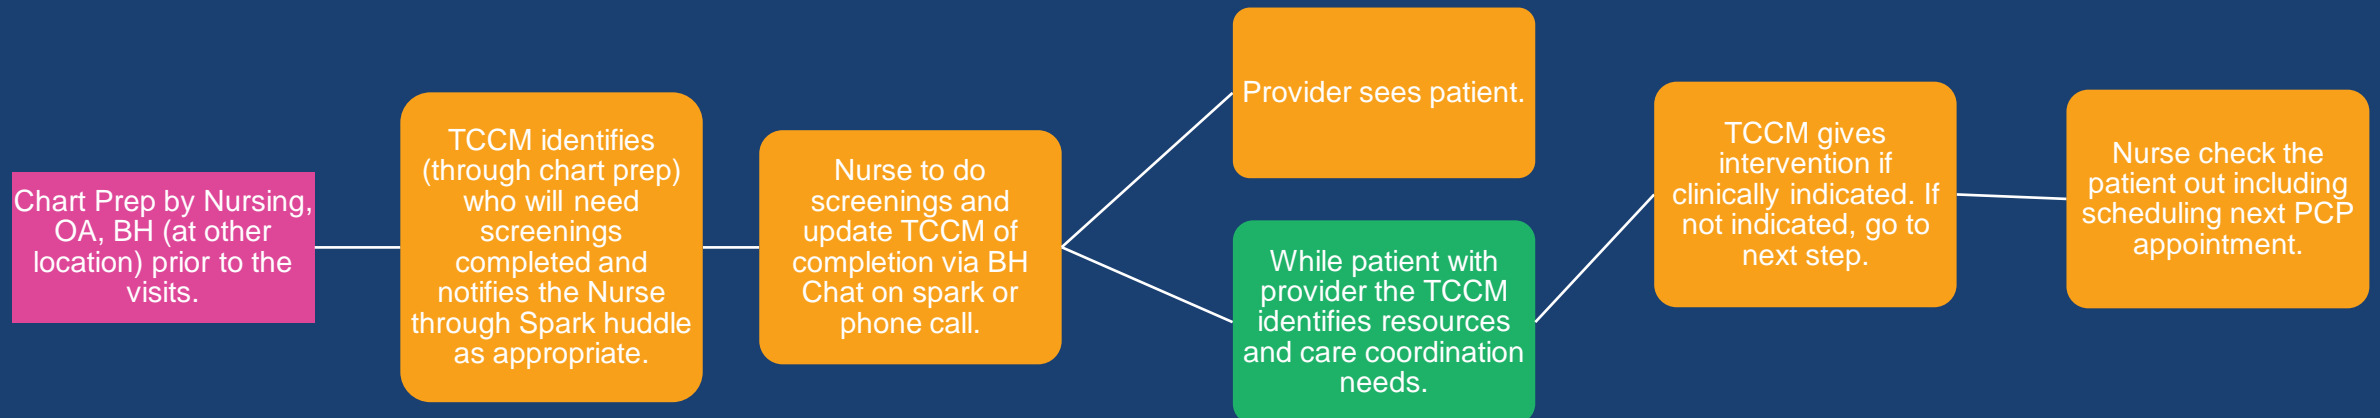 Chart Prep by Nursing,
OA, BH (at other
location) prior to the
visits.
TCCM identifies
(through chart prep)
who will need
screenings
completed and
notifies the Nurse
through Spark huddle
as appropriate.
Nurse to do
screenings and
update TCCM of
completion via BH
Chat on spark or
phone call.
Provider sees patient.
While patient with
provider the TCCM
identifies resources
and care coordination
needs.
TCCM gives
intervention if
clinically indicated. If
not indicated, go to
next step.
Nurse check the
patient out including
scheduling next PCP
appointment.